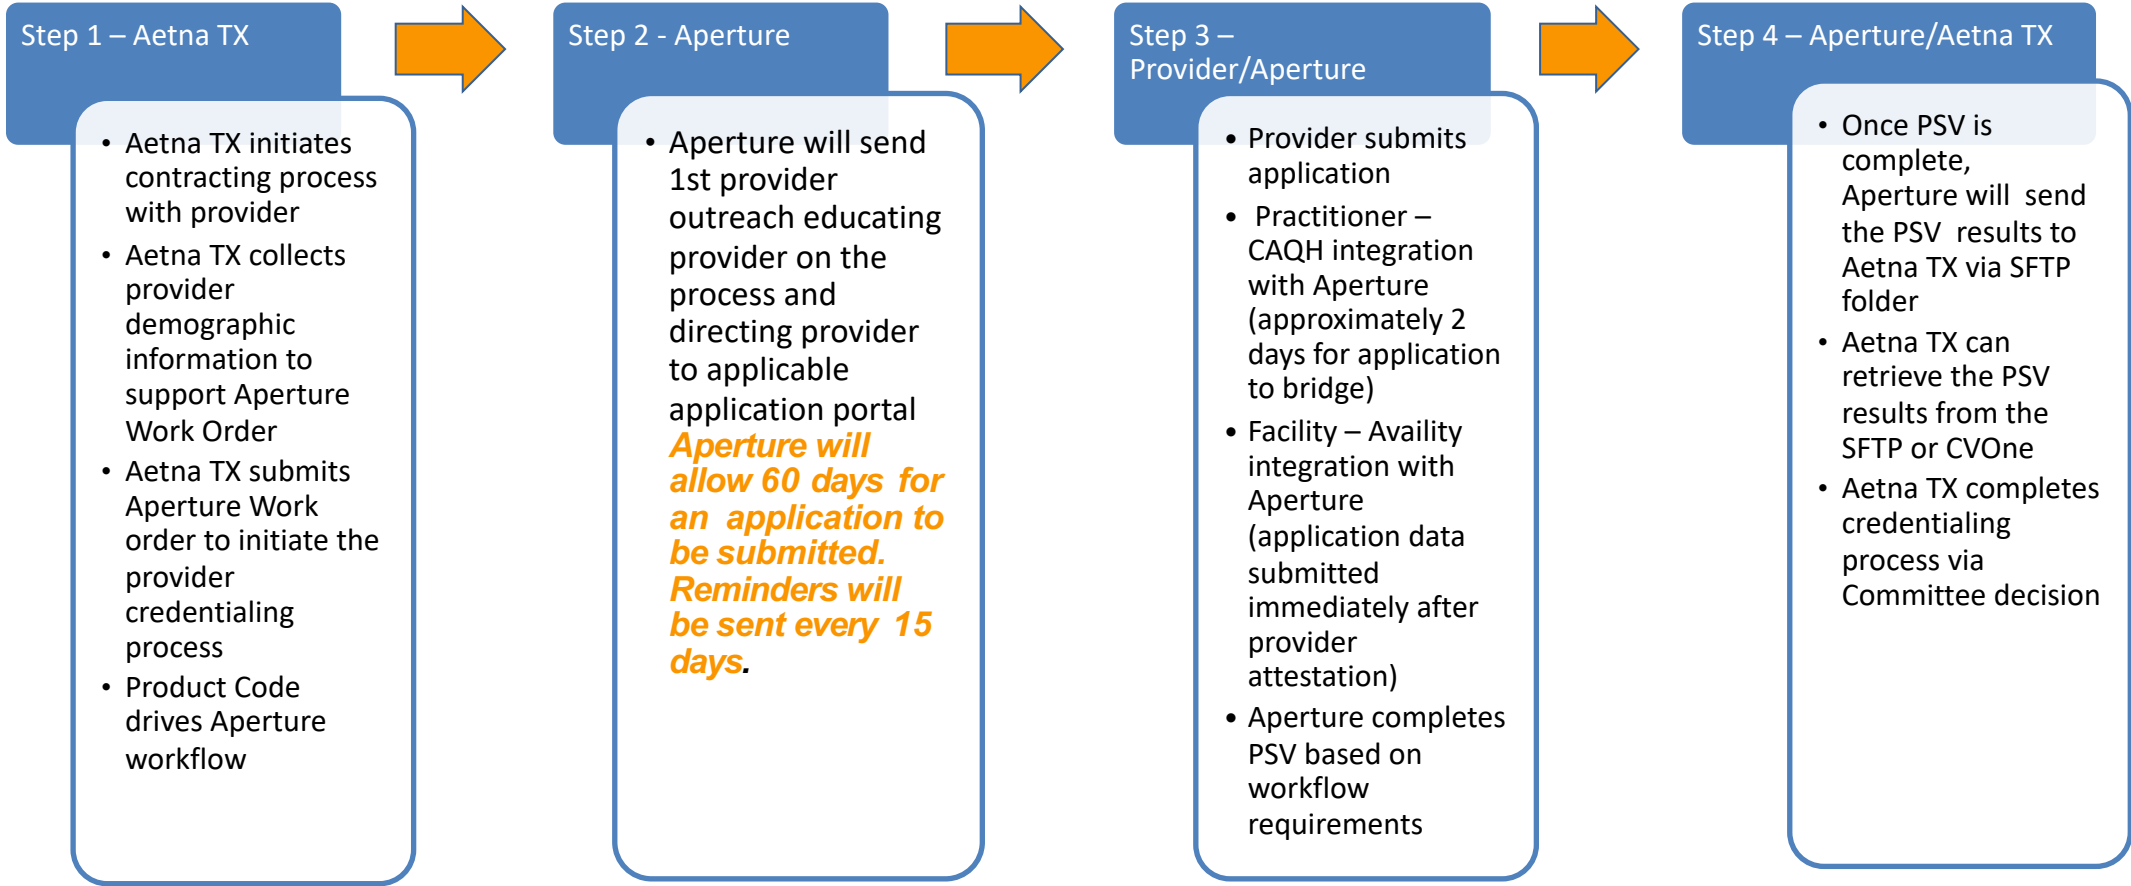 Step 1 – Aetna TX
• Aetna TX initiates
contracting process
with provider
• Aetna TX collects
provider
demographic
information to
support Aperture
Work Order
• Aetna TX submits
Aperture Work
order to initiate the
provider
credentialing
process
• Product Code
drives Aperture
workflow
Step 2 - Aperture
• Aperture will send
1st provider
outreach educating
provider on the
process and
directing provider
to applicable
application portal
Aperture will
allow 60 days for
an application to
be submitted.
Reminders will
be sent every 15
days.
Step 3 –
Provider/Aperture
• Provider submits
application
• Practitioner –
CAQH integration
with Aperture
(approximately 2
days for application
to bridge)
• Facility – Availity
integration with
Aperture
(application data
submitted
immediately after
provider
attestation)
• Aperture completes
PSV based on
workflow
requirements
Step 4 – Aperture/Aetna TX
• Once PSV is
complete,
Aperture will send
the PSV results to
Aetna TX via SFTP
folder
• Aetna TX can
retrieve the PSV
results from the
SFTP or CVOne
• Aetna TX completes
credentialing
process via
Committee decision